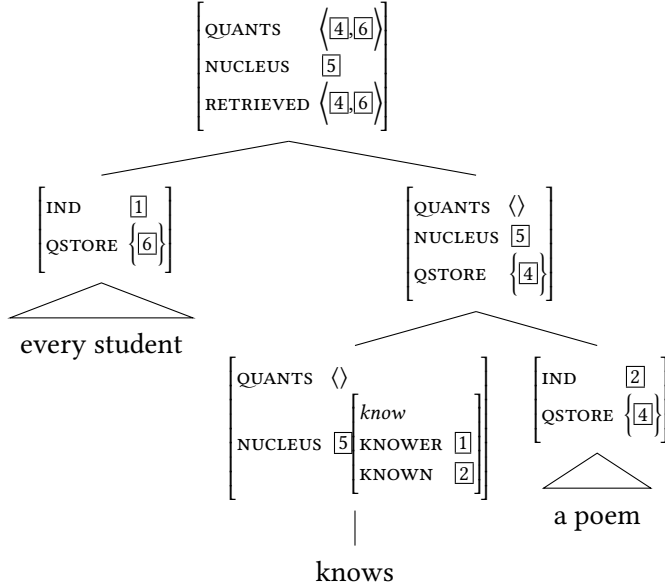 QUANTS ⟨4,6⟩
NUCLEUS 5
RETRIEVED ⟨4,6⟩
IND 1
QSTORE {6}
every student
QUANTS ⟨⟩
NUCLEUS 5
QSTORE {4}
QUANTS ⟨⟩
NUCLEUS 5
know
KNOWER 1
KNOWN 2
knows
IND 2
QSTORE {4}
a poem